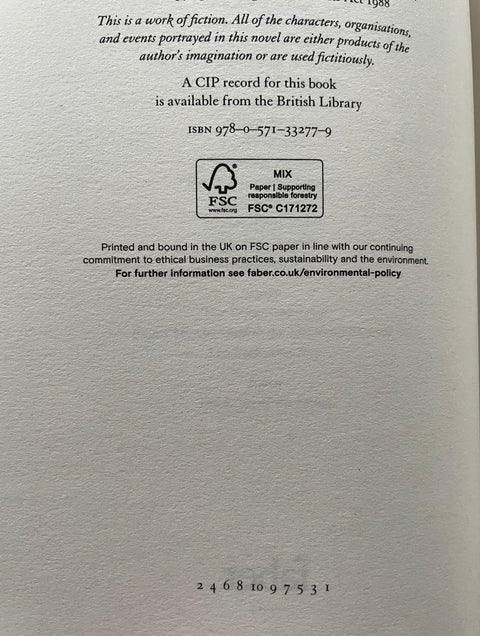 Act 1988
This is a work of fiction. All of the characters, organisations,
and events portrayed in this novel are either products of the
author's imagination or are used fictitiously.
A CIP record for this book
is available from the British Library
ISBN 978–0–571–33277–9
FSC
www.fsc.org
MIX
Paper | Supporting
responsible forestry
FSC® C171272
Printed and bound in the UK on FSC paper in line with our continuing
commitment to ethical business practices, sustainability and the environment.
For further information see faber.co.uk/environmental-policy
2 4 6 8 10 9 7 5 3 1